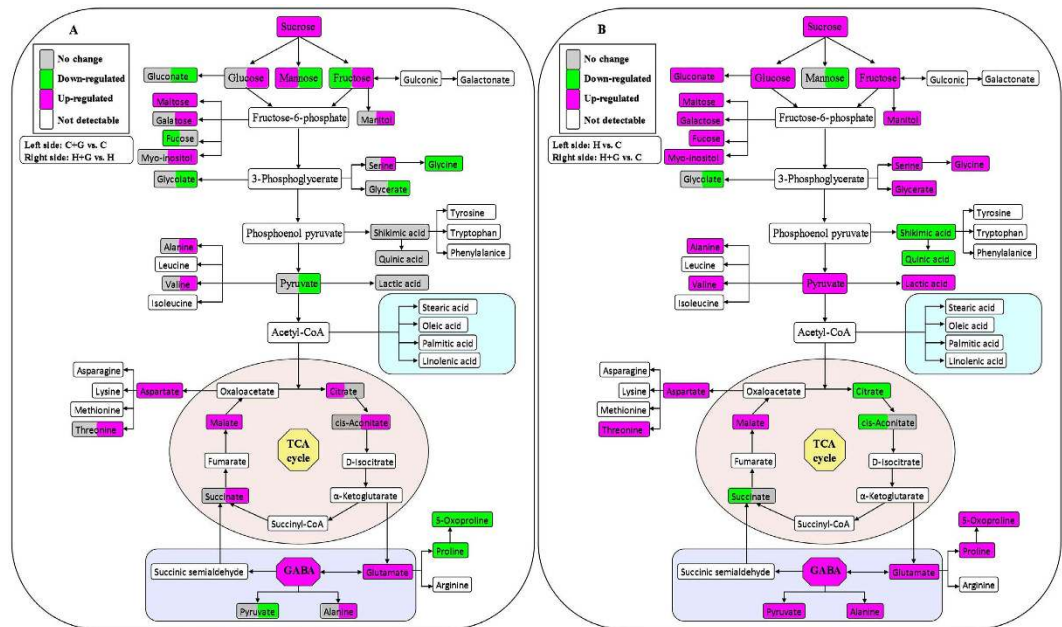 A
No change
Down-regulated
Up-regulated
Not detectable
Left side: C+G vs. C
Right side: H+G vs. H
Sucrose
Gluconate
Glucose
Mannose
Fructose
Gulconic
Galactonate
Maltose
Galatose
Fucose
Myo-inositol
Fructose-6-phosphate
Manitol
Glycolate
3-Phosphoglycerate
Serine
Glycine
Glycerate
Phosphoenol pyruvate
Shikimic acid
Quinic acid
Tyrosine
Tryptophan
Phenylalanine
Alanine
Leucine
Valine
Isoleucine
Pyruvate
Lactic acid
Acetyl-CoA
Stearic acid
Oleic acid
Palmitic acid
Linolenic acid
Asparagine
Lysine
Methionine
Threonine
Aspartate
Oxaloacetate
Citrate
Malate
cis-Aconitate
TCA
cycle
Fumarate
D-Isocitrate
Succinate
α-Ketoglutarate
Succinyl-CoA
5-Oxoproline
Proline
Succinic semialdehyde
GABA
Glutamate
Arginine
Pyruvate
Alanine
B
No change
Down-regulated
Up-regulated
Not detectable
Left side: H vs. C
Right side: H+G vs. C
Sucrose
Gluconate
Glucose
Mannose
Fructose
Gulconic
Galactonate
Maltose
Galactose
Fucose
Myo-inositol
Fructose-6-phosphate
Manitol
Glycolate
3-Phosphoglycerate
Serine
Glycine
Glycerate
Phosphoenol pyruvate
Shikimic acid
Quinic acid
Tyrosine
Tryptophan
Phenylalanine
Alanine
Leucine
Valine
Isoleucine
Pyruvate
Lactic acid
Acetyl-CoA
Stearic acid
Oleic acid
Palmitic acid
Linolenic acid
Asparagine
Lysine
Methionine
Threonine
Aspartate
Oxaloacetate
Citrate
Malate
cis-Aconitate
TCA
cycle
Fumarate
D-Isocitrate
Succinate
α-Ketoglutarate
Succinyl-CoA
5-Oxoproline
Proline
Succinic semialdehyde
GABA
Glutamate
Arginine
Pyruvate
Alanine